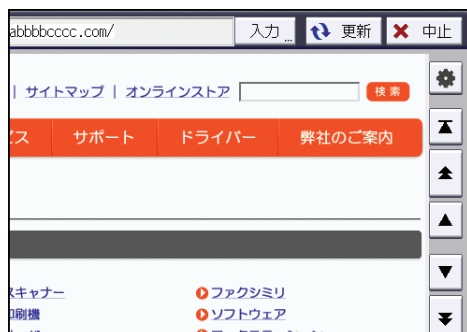 abbbbcccc.com/ 入力 更新 中止
| サイトマップ | オンラインストア 検索
ス サポート ドライバー 弊社のご案内
スキャナー ファクシミリ
印刷機 ソフトウェア